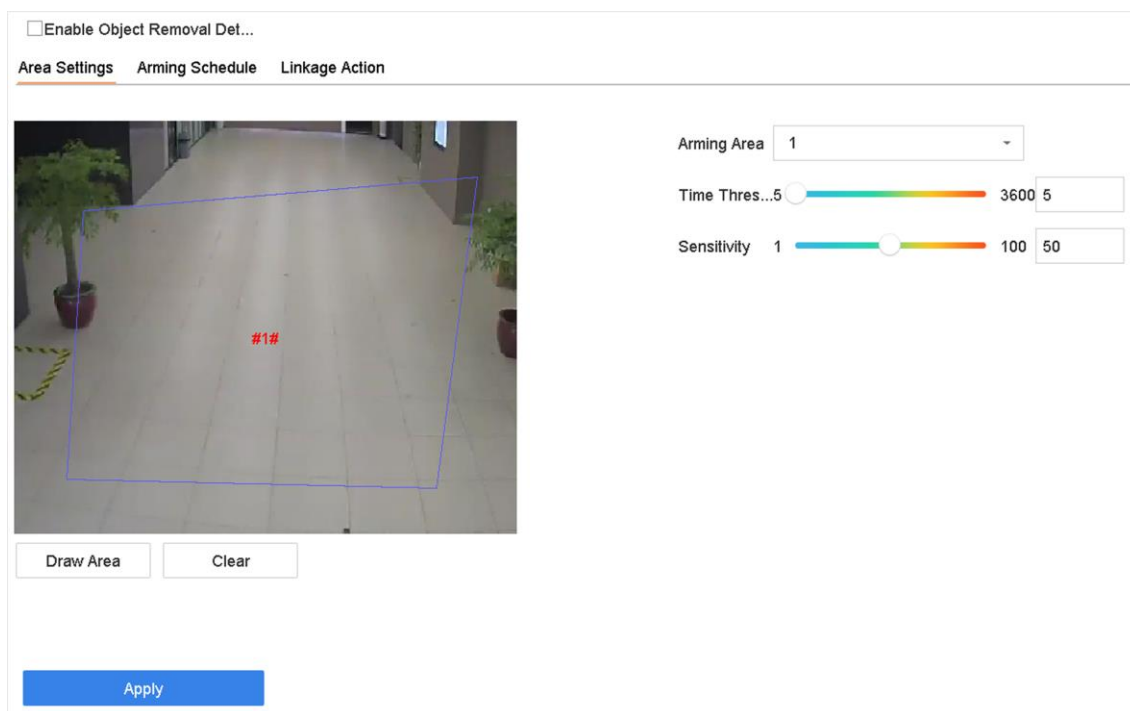 Enable Object Removal Det...
Area Settings Arming Schedule Linkage Action
Arming Area 1
Time Thres...5 3600 5
Sensitivity 1 100 50
#1#
Draw Area Clear
Apply